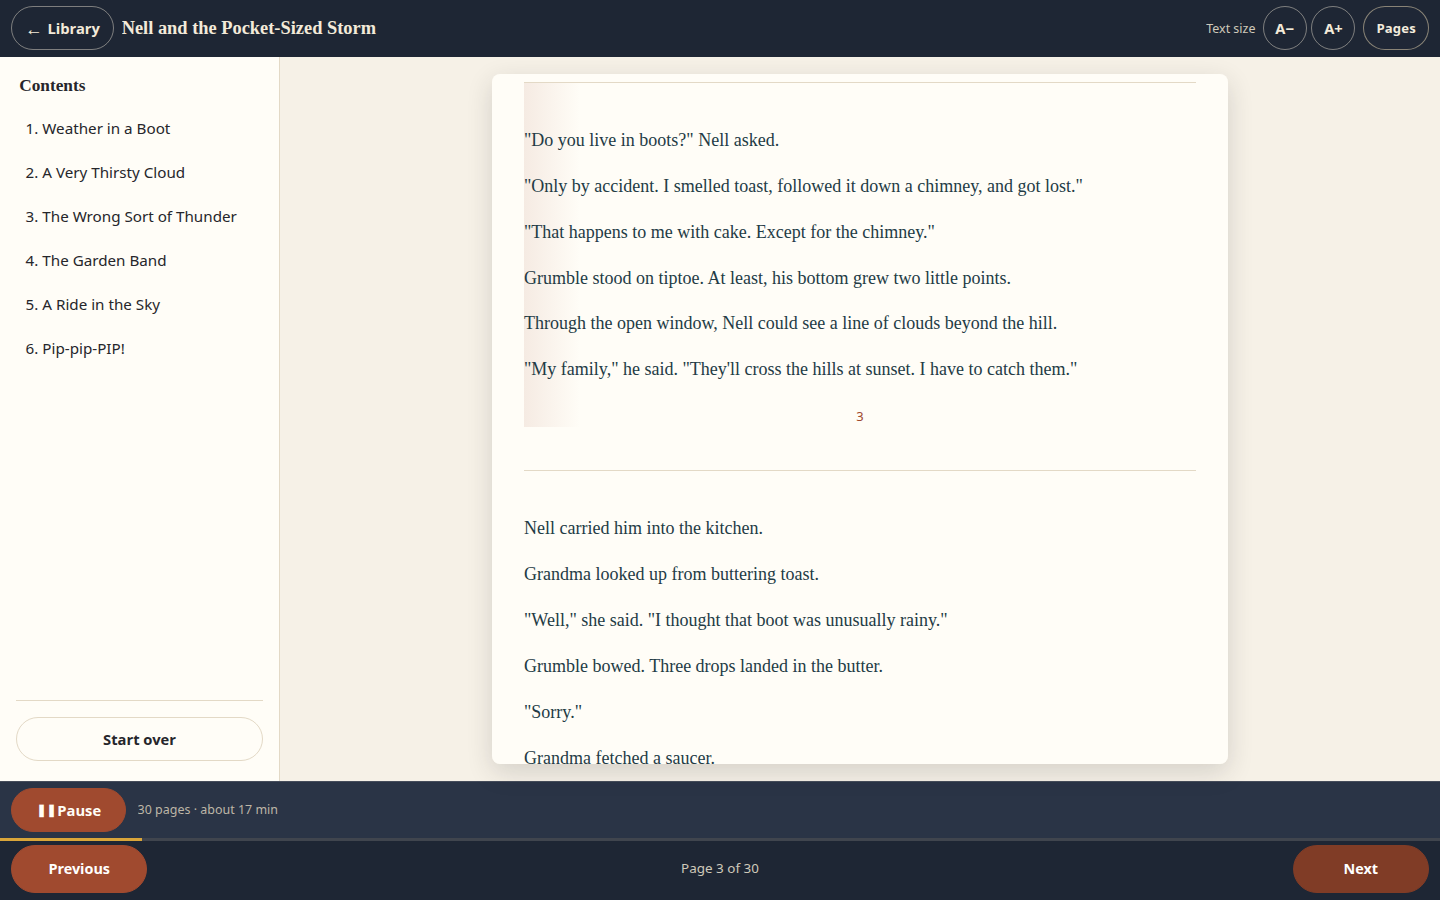 ← Library
Nell and the Pocket-Sized Storm
Text size
A−
A+
Pages
Contents
1. Weather in a Boot
2. A Very Thirsty Cloud
3. The Wrong Sort of Thunder
4. The Garden Band
5. A Ride in the Sky
6. Pip-pip-PIP!
Start over
"Do you live in boots?" Nell asked.
"Only by accident. I smelled toast, followed it down a chimney, and got lost."
"That happens to me with cake. Except for the chimney."
Grumble stood on tiptoe. At least, his bottom grew two little points.
Through the open window, Nell could see a line of clouds beyond the hill.
"My family," he said. "They'll cross the hills at sunset. I have to catch them."
3
Nell carried him into the kitchen.
Grandma looked up from buttering toast.
"Well," she said. "I thought that boot was unusually rainy."
Grumble bowed. Three drops landed in the butter.
"Sorry."
Grandma fetched a saucer.
Pause
30 pages · about 17 min
Previous
Page 3 of 30
Next